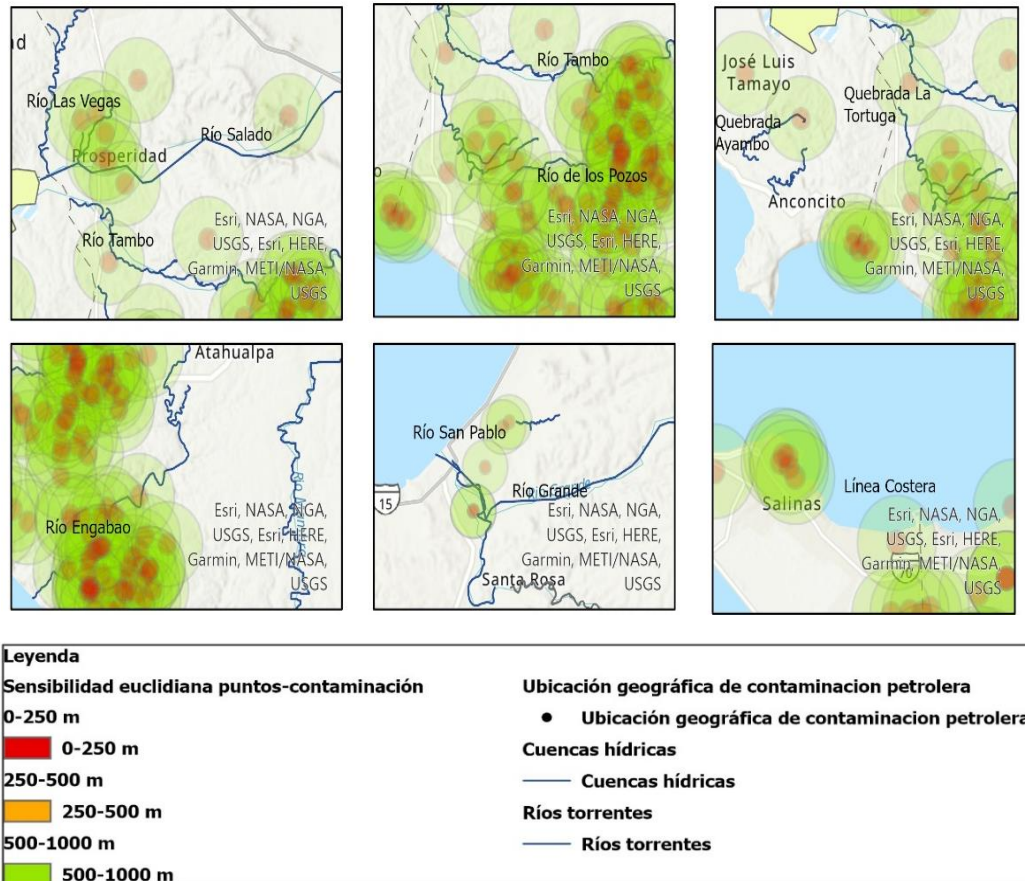 d
Río Las Vegas
Río Salado
Prosperidad
Río Tambo
Esri, NASA, NGA,
USGS, Esri, HERE,
Garmin, METI/NASA,
USGS
Río Tambo
o
Río de los Pozos
Esri, NASA, NGA,
USGS, Esri, HERE,
Garmin, METI/NASA,
USGS
José Luis
Tamayo
Quebrada La
Tortuga
Quebrada
Ayambo
Anconcito
Esri, NASA, NGA,
USGS, Esri, HERE,
Garmin, METI/NASA,
USGS
Atahualpa
Río Engabao
Esri, NASA, NGA,
USGS, Esri, HERE,
Garmin, METI/NASA,
USGS
Río San Pablo
15
Río Grande
Esri, NASA, NGA,
USGS, Esri, HERE,
Garmin, METI/NASA,
USGS
Santa Rosa
Salinas
Línea Costera
Esri, NASA, NGA,
USGS, Esri, HERE,
Garmin, METI/NASA,
USGS
70
Leyenda
Sensibilidad euclidiana puntos-contaminación
0-250 m
0-250 m
250-500 m
250-500 m
500-1000 m
500-1000 m
Ubicación geográfica de contaminacion petrolera
Ubicación geográfica de contaminacion petrolera
Cuencas hídricas
Cuencas hídricas
Ríos torrentes
Ríos torrentes